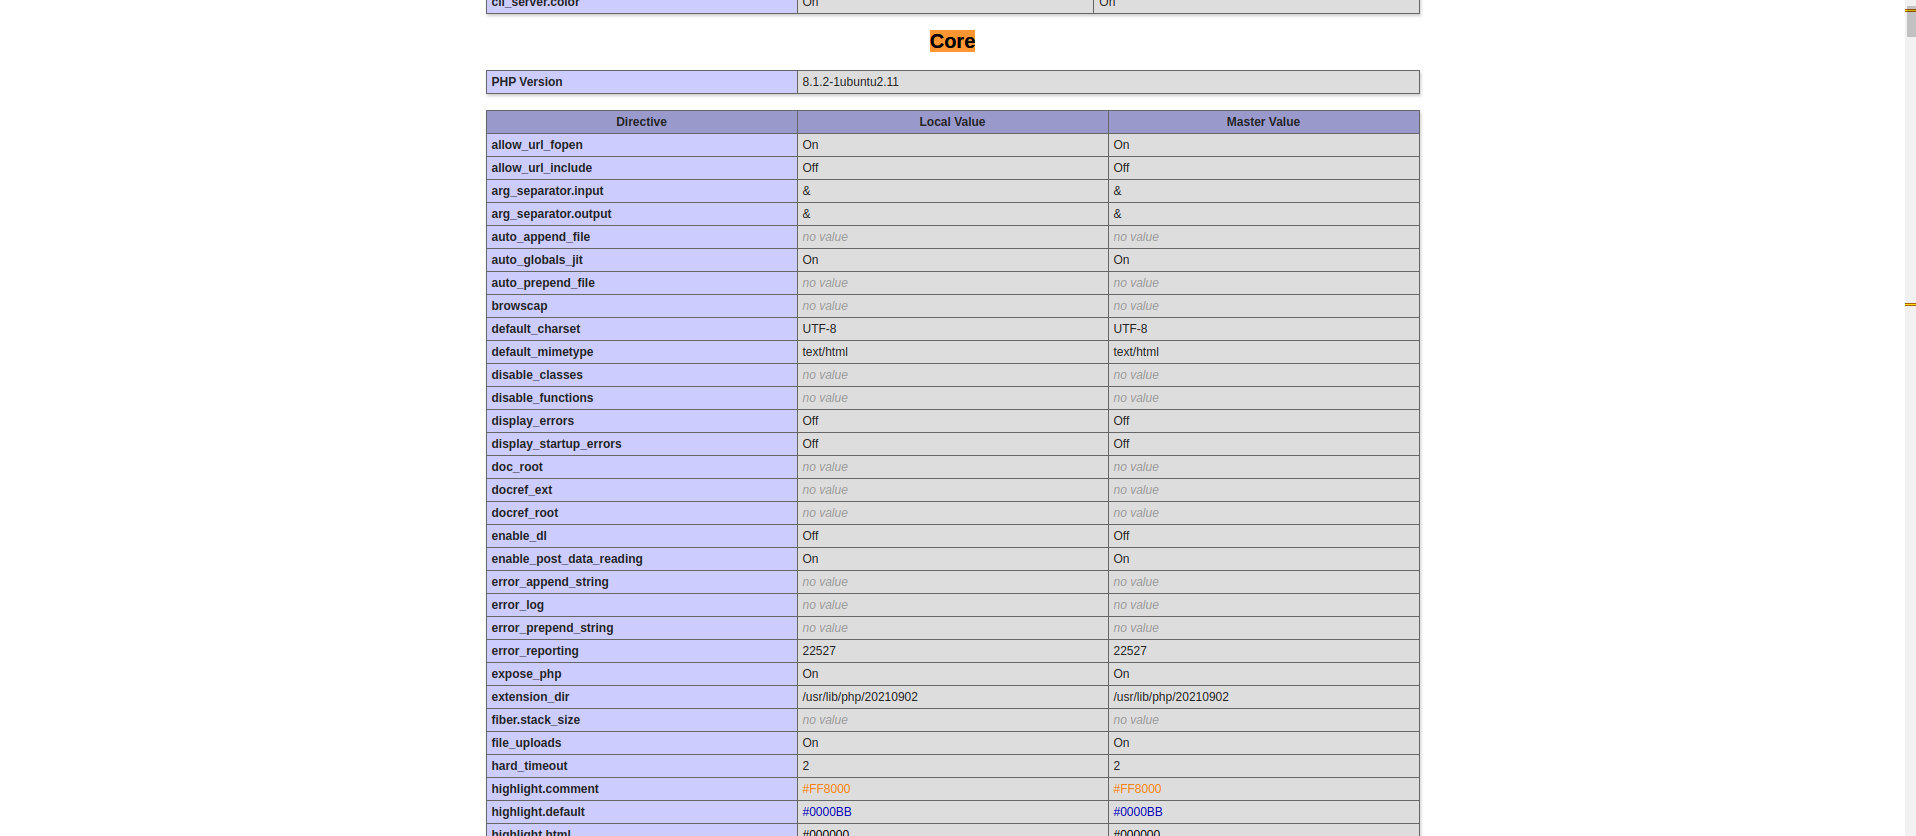 cli_server.color On On
Core
PHP Version 8.1.2-1ubuntu2.11
Directive Local Value Master Value
allow_url_fopen On On
allow_url_include Off Off
arg_separator.input & &
arg_separator.output & &
auto_append_file no value no value
auto_globals_jit On On
auto_prepend_file no value no value
browscap no value no value
default_charset UTF-8 UTF-8
default_mimetype text/html text/html
disable_classes no value no value
disable_functions no value no value
display_errors Off Off
display_startup_errors Off Off
doc_root no value no value
docref_ext no value no value
docref_root no value no value
enable_dl Off Off
enable_post_data_reading On On
error_append_string no value no value
error_log no value no value
error_prepend_string no value no value
error_reporting 22527 22527
expose_php On On
extension_dir /usr/lib/php/20210902 /usr/lib/php/20210902
fiber.stack_size no value no value
file_uploads On On
hard_timeout 2 2
highlight.comment #FF8000 #FF8000
highlight.default #0000BB #0000BB
highlight.html #000000 #000000